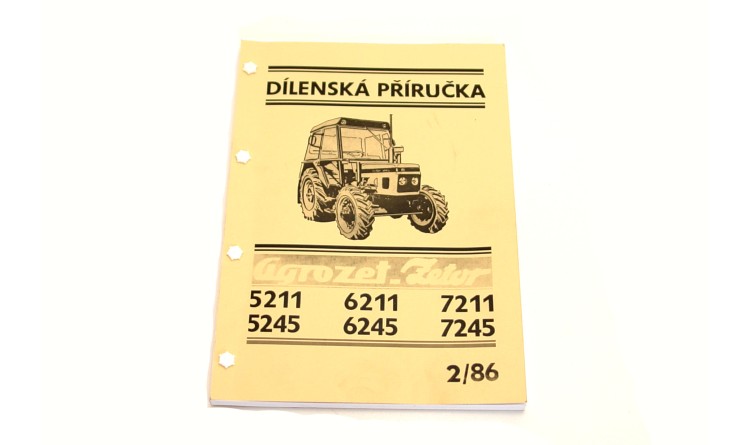 DÍLENSKÁ PŘÍRUČKA
Agrozet-Zetor
5211 6211 7211
5245 6245 7245
2/86